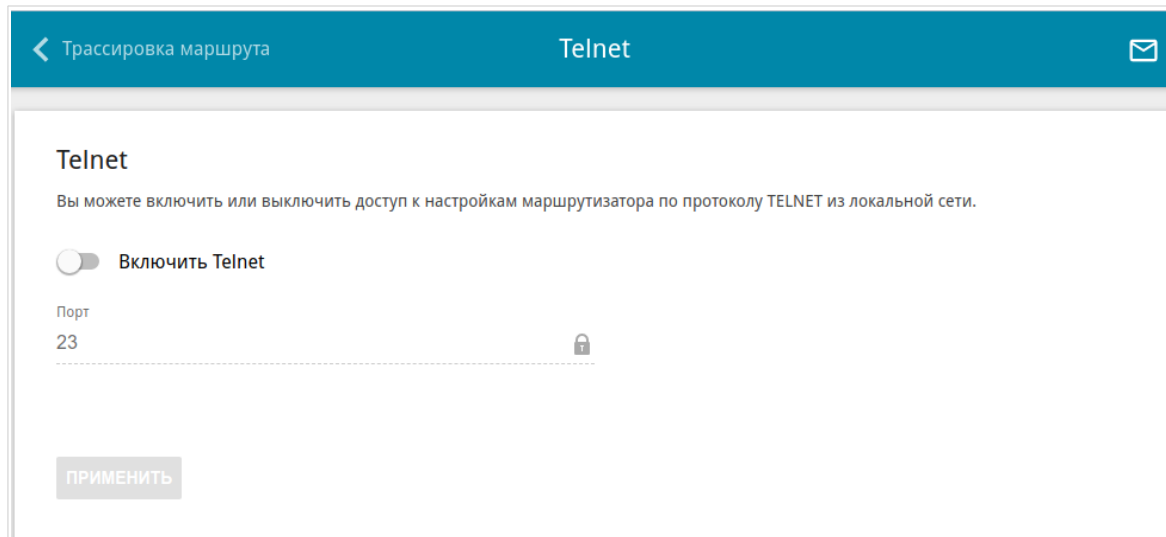 Трассировка маршрута
Telnet
Telnet
Вы можете включить или выключить доступ к настройкам маршрутизатора по протоколу TELNET из локальной сети.
Включить Telnet
Порт
23
ПРИМЕНИТЬ